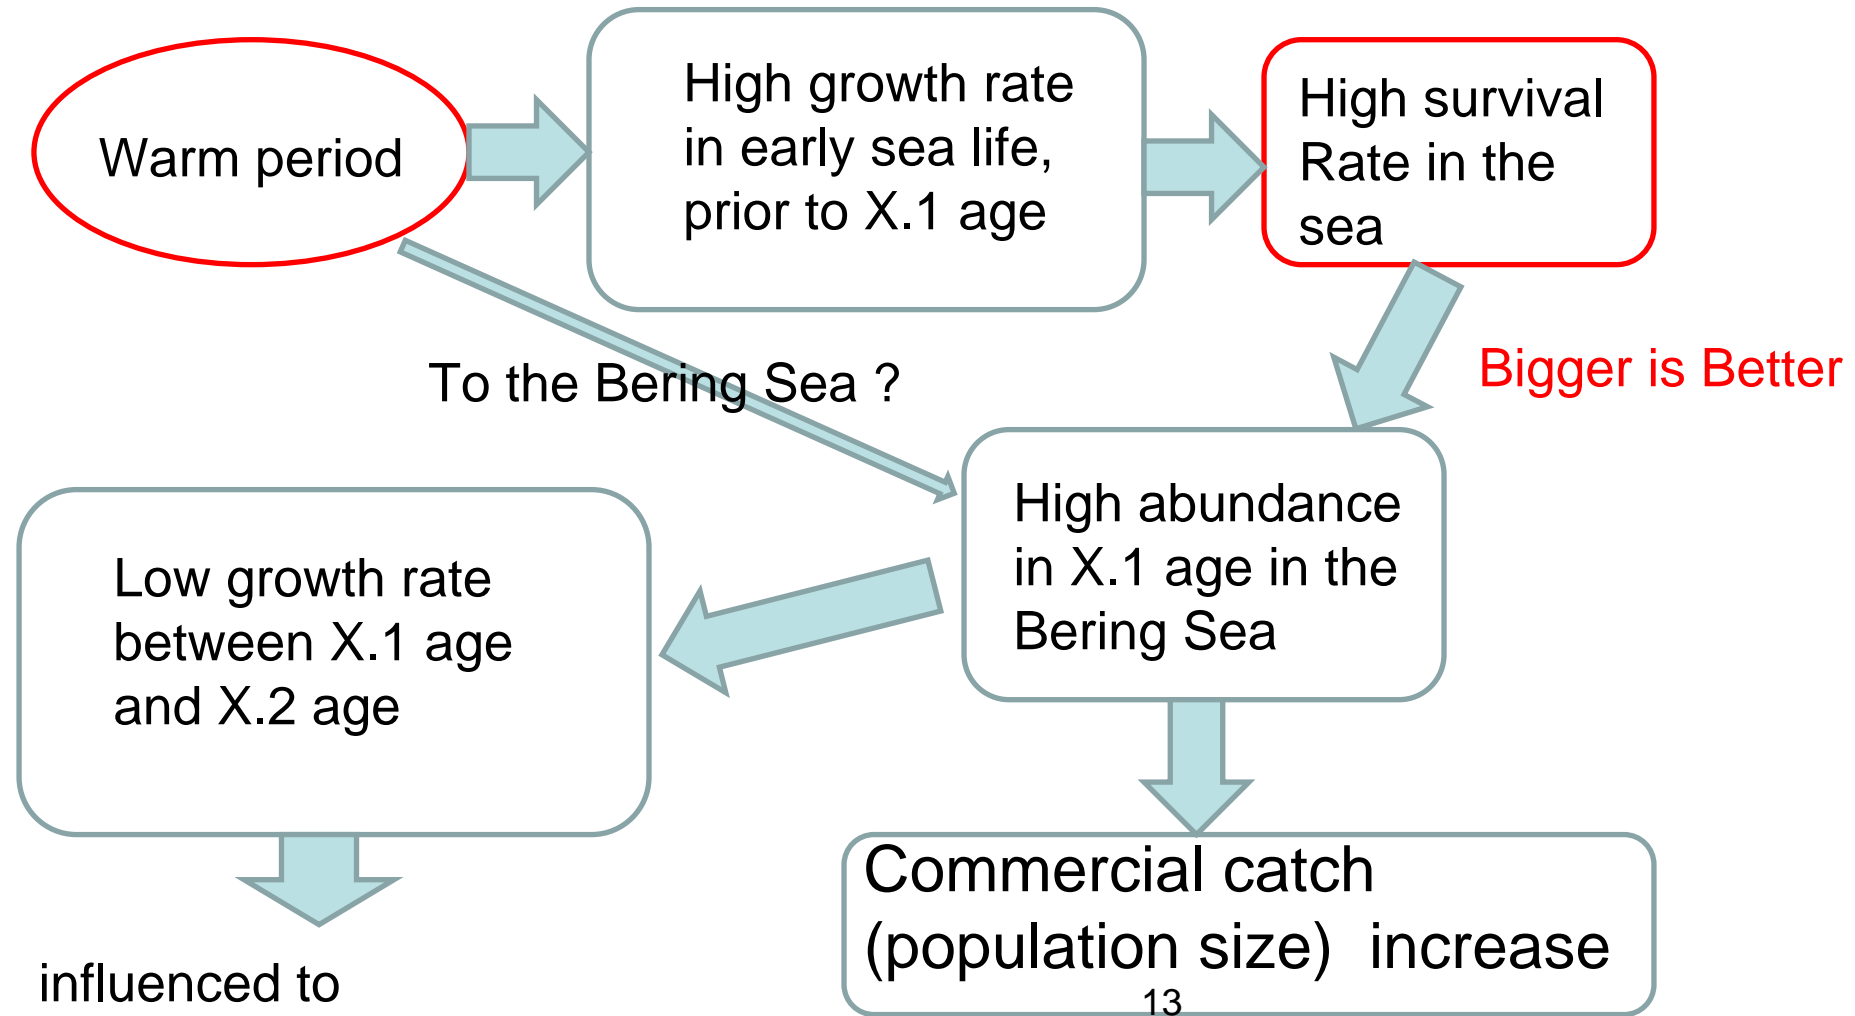 Warm period
High growth rate
in early sea life,
prior to X.1 age
High survival
Rate in the
sea
To the Bering Sea ?
Bigger is Better
High abundance
in X.1 age in the
Bering Sea
Low growth rate
between X.1 age
and X.2 age
Commercial catch
(population size) increase
influenced to
13